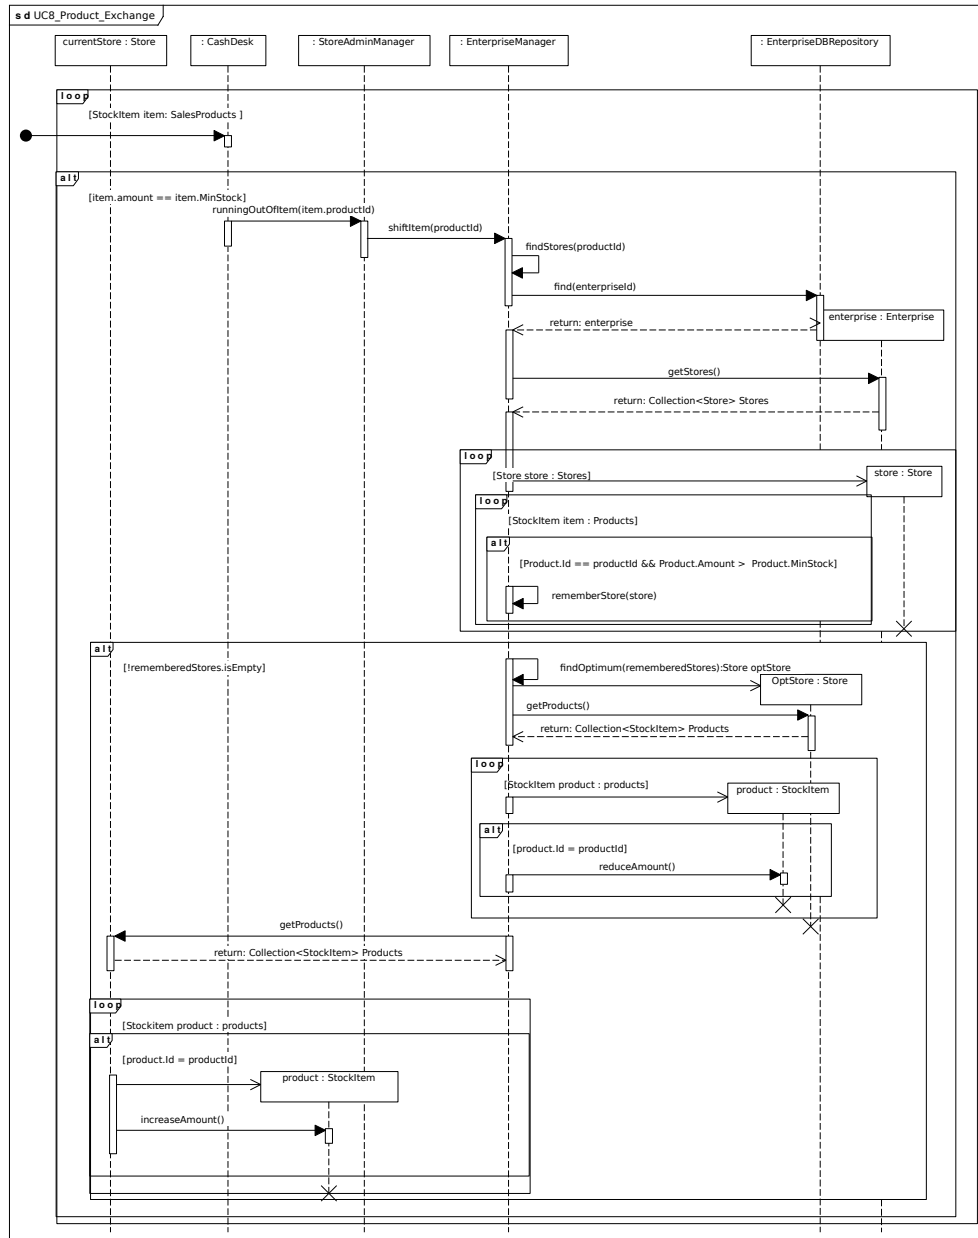 sd UC8_Product_Exchange
currentStore : Store
: CashDesk
: StoreAdminManager
: EnterpriseManager
: EnterpriseDBRepository
loop
[StockItem item: SalesProducts ]
alt
[item.amount == item.MinStock]
runningOutOfItem(item.productId)
shiftItem(productId)
findStores(productId)
find(enterpriseId)
enterprise : Enterprise
return: enterprise
getStores()
return: Collection<Store> Stores
loop
[Store store : Stores]
store : Store
loop
[StockItem item : Products]
alt
[Product.Id == productId && Product.Amount > Product.MinStock]
rememberStore(store)
alt
[!rememberedStores.isEmpty]
findOptimum(rememberedStores):Store optStore
OptStore : Store
getProducts()
return: Collection<StockItem> Products
loop
[StockItem product : products]
product : StockItem
alt
[product.Id = productId]
reduceAmount()
getProducts()
return: Collection<StockItem> Products
loop
[Stockitem product : products]
alt
[product.Id = productId]
product : StockItem
increaseAmount()